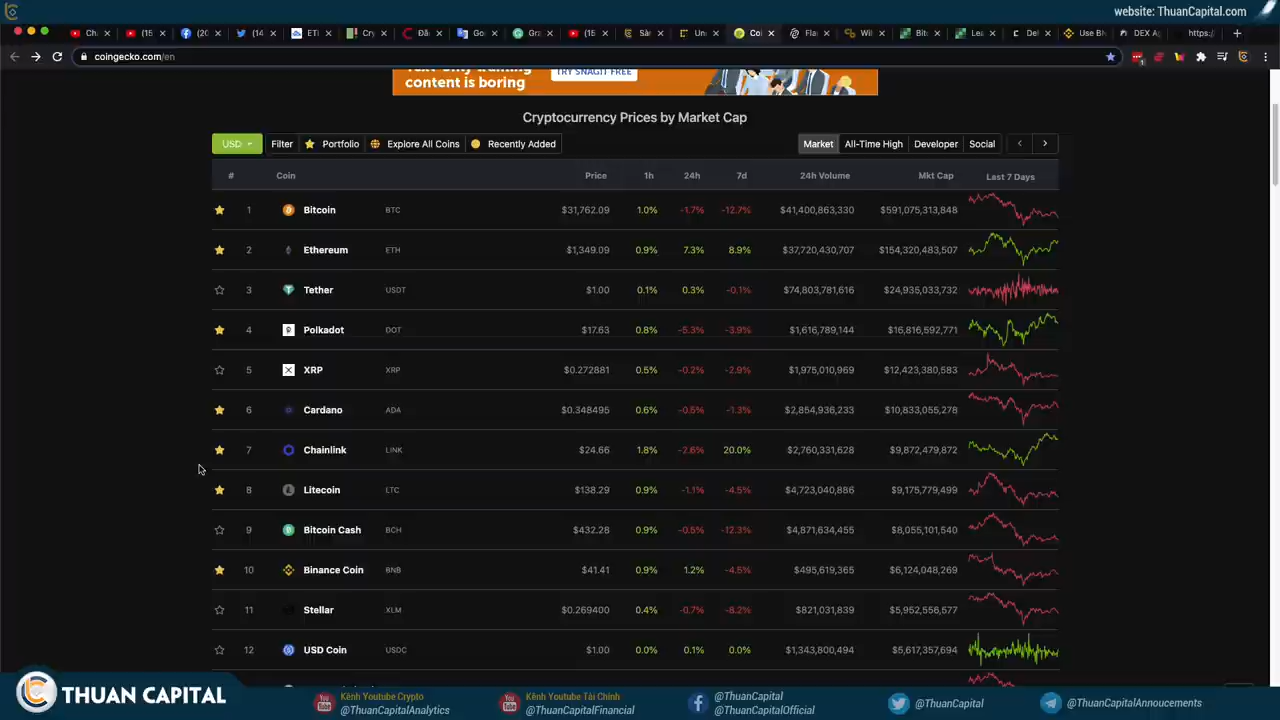 website: ThuanCapital.com
coingecko.com/en
content is boring
TRY SNAGIT FREE
Cryptocurrency Prices by Market Cap
USD Filter Portfolio Explore All Coins Recently Added Market All-Time High Developer Social
# Coin Price 1h 24h 7d 24h Volume Mkt Cap Last 7 Days
1 Bitcoin BTC $31,762.09 1.0% -1.7% -12.7% $41,400,863,330 $591,075,313,848
2 Ethereum ETH $1,349.09 0.9% 7.3% 8.9% $37,720,430,707 $154,320,483,507
3 Tether USDT $1.00 0.1% 0.3% -0.1% $74,803,781,616 $24,935,033,732
4 Polkadot DOT $17.63 0.8% -5.3% -3.9% $1,616,789,144 $16,816,592,771
5 XRP XRP $0.272881 0.5% -0.2% -2.9% $1,975,010,969 $12,423,380,583
6 Cardano ADA $0.348495 0.6% -0.5% -1.3% $2,854,936,233 $10,833,055,278
7 Chainlink LINK $24.66 1.8% -2.6% 20.0% $2,760,331,628 $9,872,479,872
8 Litecoin LTC $138.29 0.9% -1.1% -4.5% $4,723,040,886 $9,175,779,499
9 Bitcoin Cash BCH $432.28 0.9% -0.5% -12.3% $4,871,634,455 $8,055,101,540
10 Binance Coin BNB $41.41 0.9% 1.2% -4.5% $495,619,365 $6,124,048,269
11 Stellar XLM $0.269400 0.4% -0.7% -8.2% $821,031,839 $5,952,556,577
12 USD Coin USDC $1.00 0.0% 0.1% 0.0% $1,343,800,494 $5,617,357,694
THUAN CAPITAL
Kênh Youtube Crypto
@ThuanCapitalAnalytics
Kênh Youtube Tài Chính
@ThuanCapitalFinancial
@ThuanCapital
@ThuanCapitalOfficial
@ThuanCapital
@ThuanCapitalAnnoucements